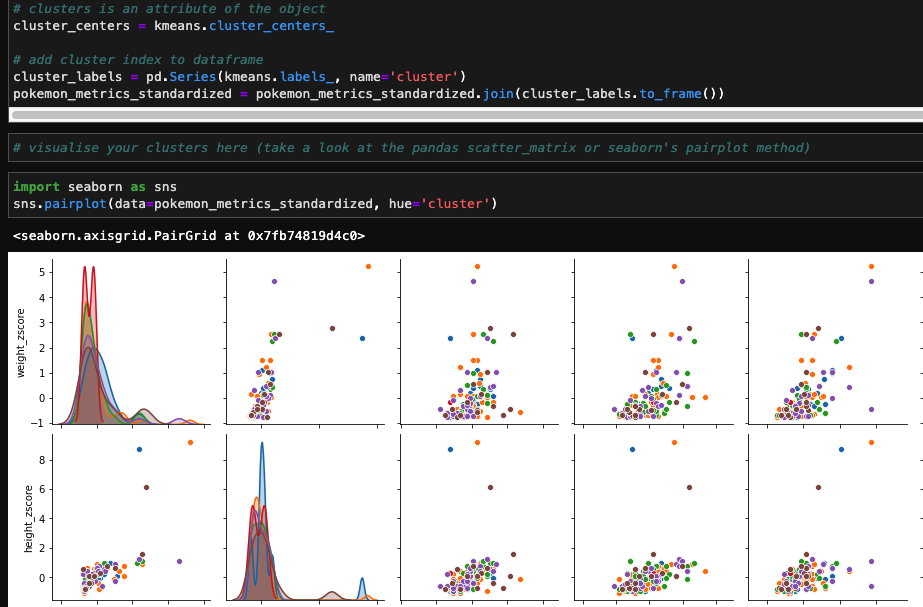 # clusters is an attribute of the object
cluster_centers = kmeans.cluster_centers_
# add cluster index to dataframe
cluster_labels = pd.Series(kmeans.labels_, name='cluster')
pokemon_metrics_standardized = pokemon_metrics_standardized.join(cluster_labels.to_frame())
# visualise your clusters here (take a look at the pandas scatter_matrix or seaborn's pairplot method)
import seaborn as sns
sns.pairplot(data=pokemon_metrics_standardized, hue='cluster')
<seaborn.axisgrid.PairGrid at 0x7fb74819d4c0>
weight_zscore
5
4
3
2
1
0
−1
height_zscore
8
6
4
2
0